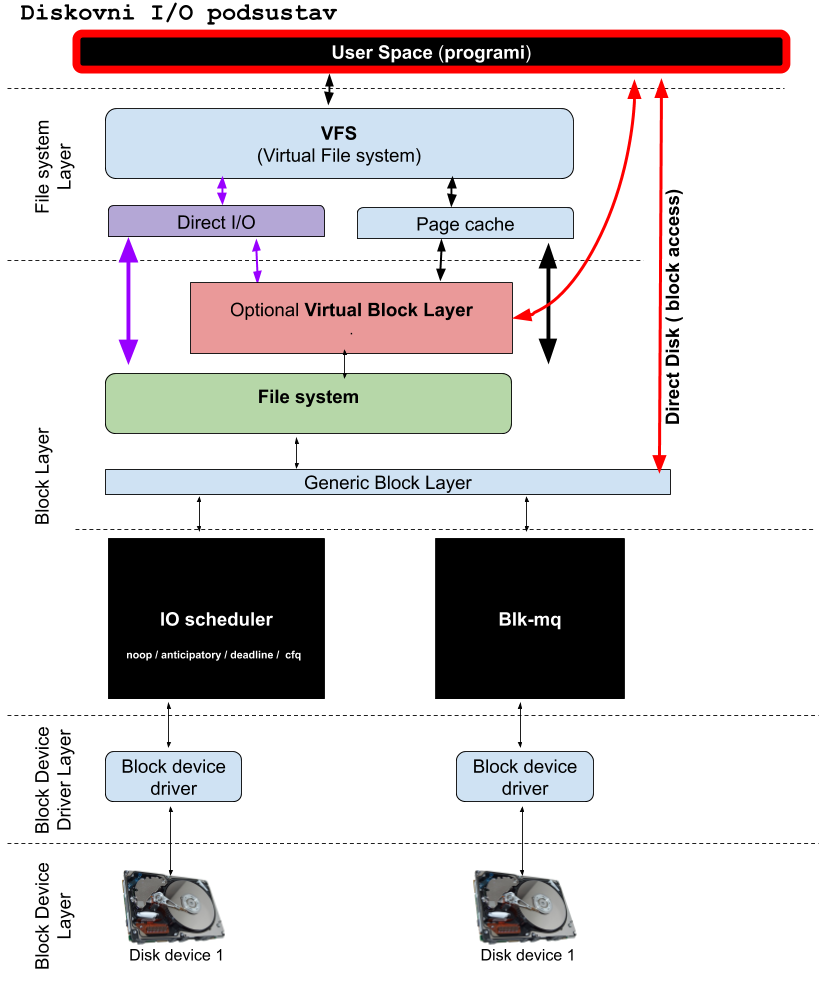 Diskovni I/O podsustav
User Space (programi)
File system
Layer
VFS
(Virtual File system)
Direct I/O
Page cache
Optional Virtual Block Layer
.
Direct Disk ( block access)
File system
Block Layer
Generic Block Layer
IO scheduler
noop / anticipatory / deadline / cfq
Blk-mq
Block Device
Driver Layer
Block device
driver
Block device
driver
Block Device
Layer
Disk device 1
Disk device 1